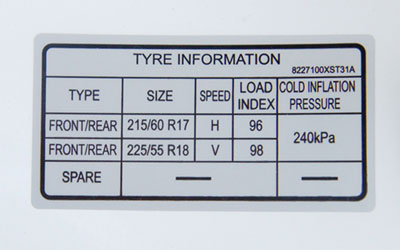 TYRE INFORMATION
8227100XST31A
TYPE SIZE SPEED LOAD INDEX COLD INFLATION PRESSURE
FRONT/REAR 215/60 R17 H 96 240kPa
FRONT/REAR 225/55 R18 V 98
SPARE — —